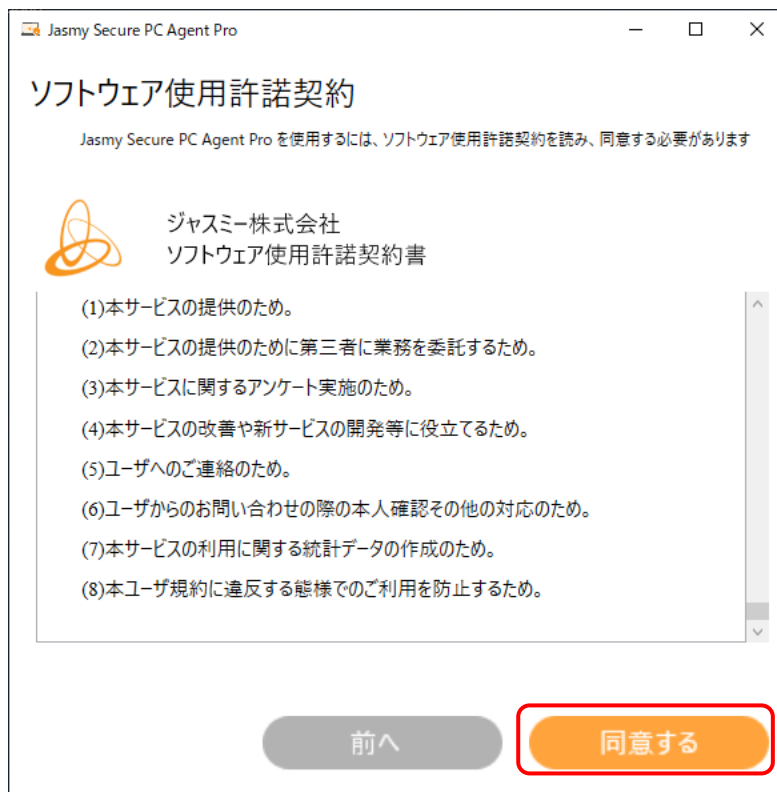 Jasmy Secure PC Agent Pro
ソフトウェア使用許諾契約
Jasmy Secure PC Agent Pro を使用するには、ソフトウェア使用許諾契約を読み、同意する必要があります
ジャスミー株式会社
ソフトウェア使用許諾契約書
(1)本サービスの提供のため。
(2)本サービスの提供のために第三者に業務を委託するため。
(3)本サービスに関するアンケート実施のため。
(4)本サービスの改善や新サービスの開発等に役立てるため。
(5)ユーザへのご連絡のため。
(6)ユーザからのお問い合わせの際の本人確認その他の対応のため。
(7)本サービスの利用に関する統計データの作成のため。
(8)本ユーザ規約に違反する態様でのご利用を防止するため。
前へ
同意する